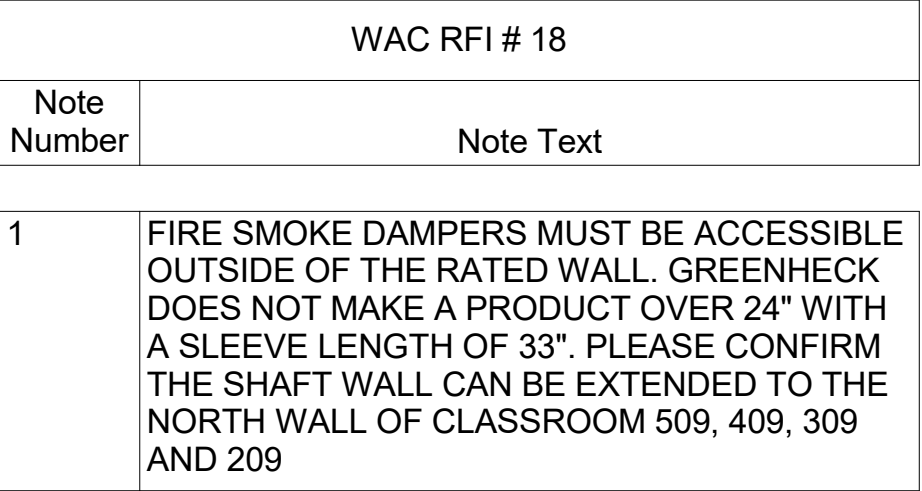 WAC RFI # 18
Note
Number
Note Text
1
FIRE SMOKE DAMPERS MUST BE ACCESSIBLE
OUTSIDE OF THE RATED WALL. GREENHECK
DOES NOT MAKE A PRODUCT OVER 24" WITH
A SLEEVE LENGTH OF 33". PLEASE CONFIRM
THE SHAFT WALL CAN BE EXTENDED TO THE
NORTH WALL OF CLASSROOM 509, 409, 309
AND 209